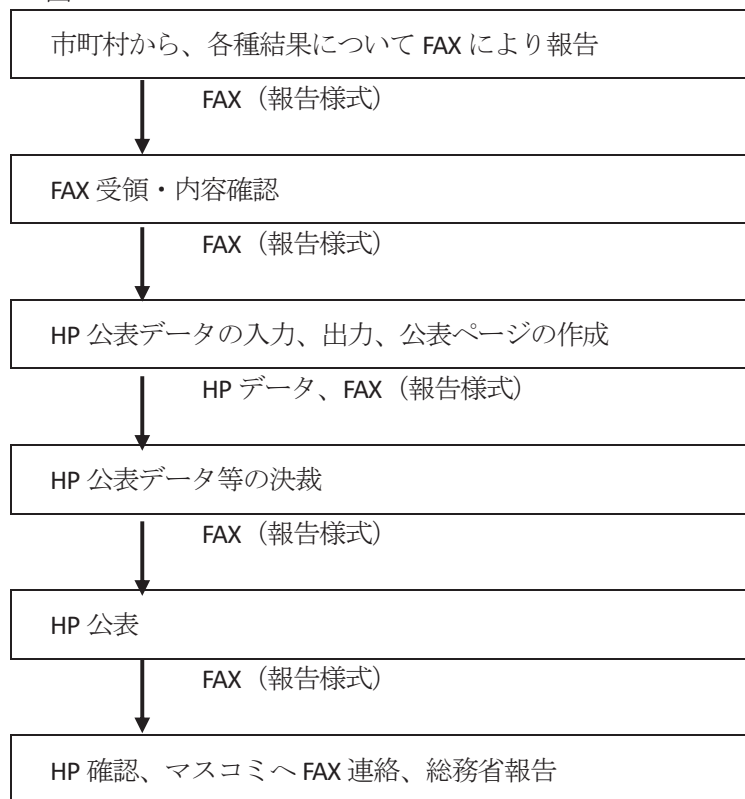 市町村から、各種結果について FAX により報告
FAX（報告様式）
FAX 受領・内容確認
FAX（報告様式）
HP 公表データの入力、出力、公表ページの作成
HP データ、FAX（報告様式）
HP 公表データ等の決裁
FAX（報告様式）
HP 公表
FAX（報告様式）
HP 確認、マスコミへ FAX 連絡、総務省報告